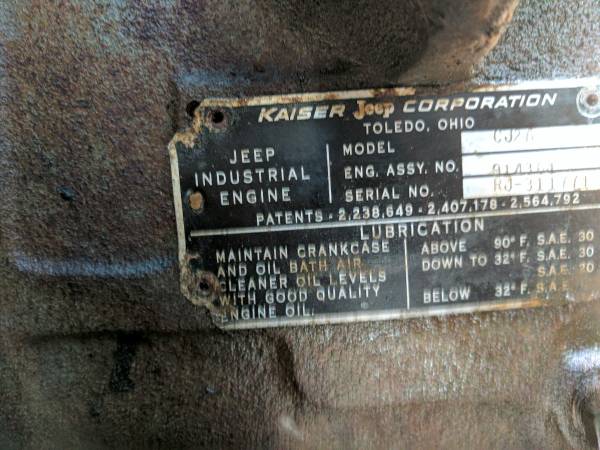 KAISER Jeep CORPORATION
TOLEDO, OHIO
JEEP INDUSTRIAL ENGINE
MODEL
ENG. ASSY. NO.
SERIAL NO. RJ-311771
PATENTS - 2,238,649 - 2,407,178 - 2,564,792
LUBRICATION
MAINTAIN CRANKCASE
AND OIL BATH AIR
CLEANER OIL LEVELS
WITH GOOD QUALITY
ENGINE OIL.
ABOVE 90° F. S.A.E. 30
DOWN TO 32° F. S.A.E. 30
S.A.E. 20
BELOW 32° F. S.A.E.